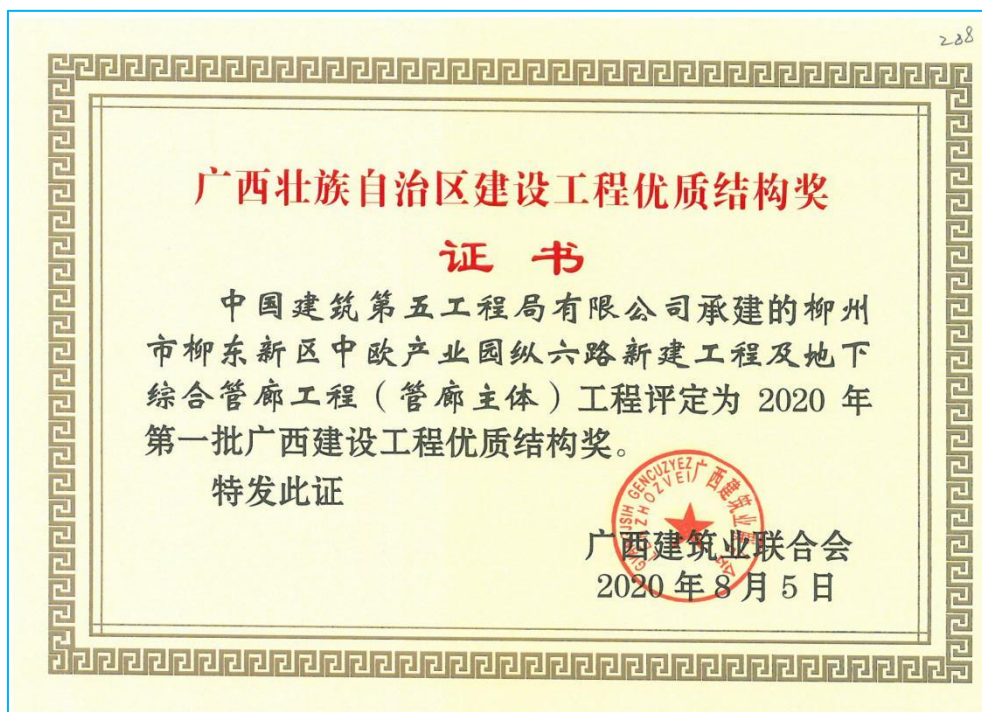 208
广西壮族自治区建设工程优质结构奖
证 书
中国建筑第五工程局有限公司承建的柳州
市柳东新区中欧产业园纵六路新建工程及地下
综合管廊工程（管廊主体）工程评定为 2020 年
第一批广西建设工程优质结构奖。
特发此证
广西建筑业联合会
2020 年 8 月 5 日